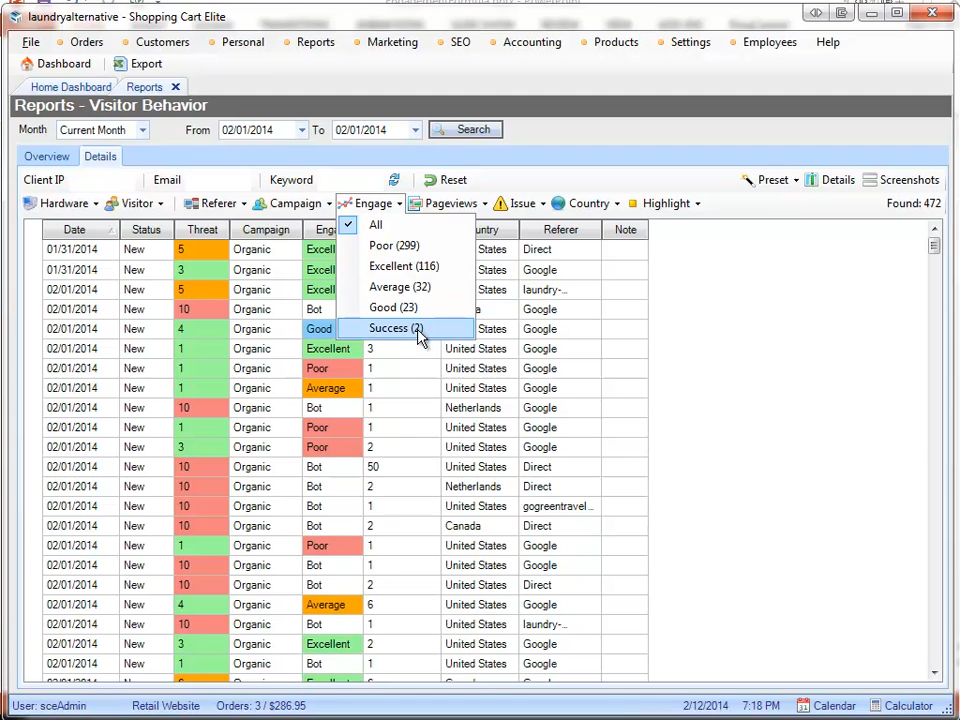 laundryalternative - Shopping Cart Elite
File Orders Customers Personal Reports Marketing SEO Accounting Products Settings Employees Help
Dashboard Export
Home Dashboard Reports
Reports - Visitor Behavior
Month Current Month From 02/01/2014 To 02/01/2014 Search
Overview Details
Client IP Email Keyword Reset Preset Details Screenshots
Hardware Visitor Referer Campaign Engage Pageviews Issue Country Highlight Found: 472
Date Status Threat Campaign Referer Note
All
Poor (299)
Excellent (116)
Average (32)
Good (23)
Success (2)
01/31/2014 New 5 Organic Direct
01/31/2014 New 3 Organic Google
02/01/2014 New 5 Organic laundry-...
02/01/2014 New 10 Organic Bot Google
02/01/2014 New 4 Organic Good Google
02/01/2014 New 1 Organic Excellent 3 United States Google
02/01/2014 New 1 Organic Poor 1 United States Google
02/01/2014 New 1 Organic Average 1 United States Google
02/01/2014 New 10 Organic Bot 1 Netherlands Google
02/01/2014 New 1 Organic Poor 1 United States Google
02/01/2014 New 3 Organic Poor 2 United States Google
02/01/2014 New 10 Organic Bot 50 United States Direct
02/01/2014 New 10 Organic Bot 2 Netherlands Direct
02/01/2014 New 10 Organic Bot 1 United States gogreentravel...
02/01/2014 New 10 Organic Bot 2 Canada Direct
02/01/2014 New 1 Organic Poor 1 United States Google
02/01/2014 New 10 Organic Bot 1 United States Google
02/01/2014 New 10 Organic Bot 2 United States Direct
02/01/2014 New 4 Organic Average 6 United States Google
02/01/2014 New 10 Organic Bot 1 United States laundry-...
02/01/2014 New 3 Organic Excellent 2 United States Google
02/01/2014 New 1 Organic Bot 1 United States Google
User: sceAdmin Retail Website Orders: 3 / $286.95 2/12/2014 7:18 PM Calendar Calculator